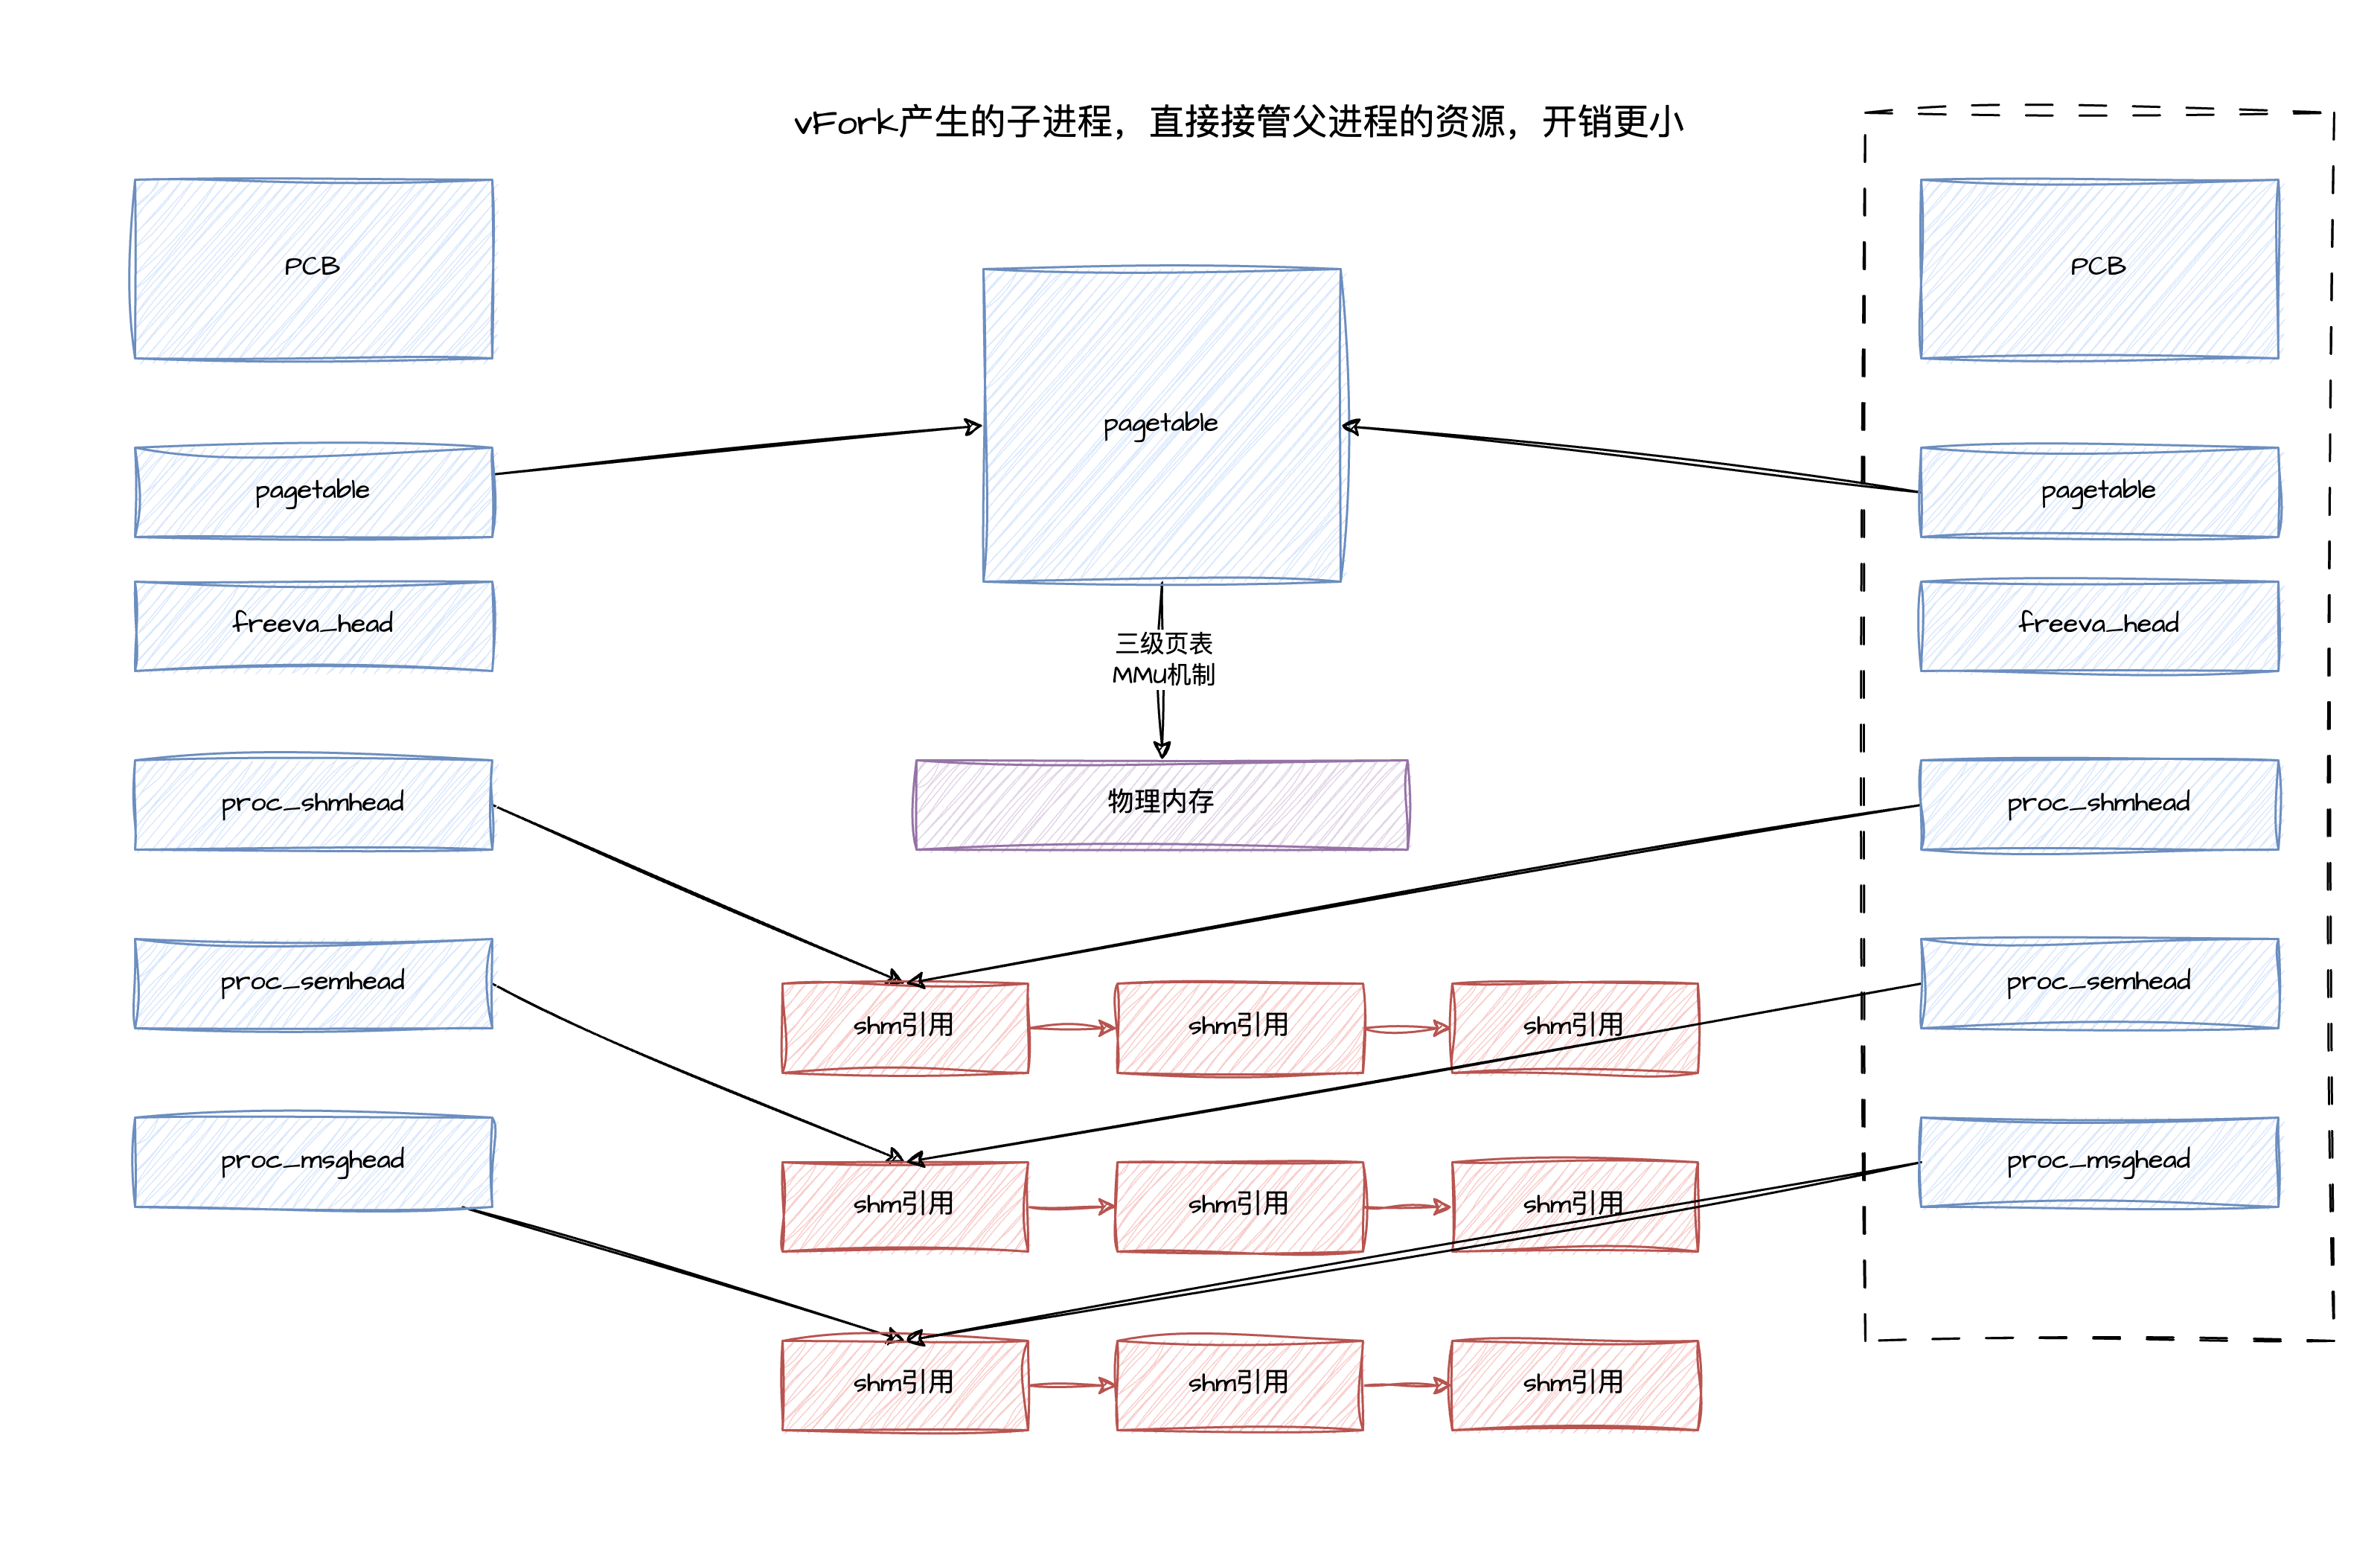 vFork产生的子进程，直接接管父进程的资源，开销更小
PCB
PCB
pagetable
pagetable
pagetable
freeva_head
freeva_head
三级页表
MMU机制
proc_shmhead
物理内存
proc_shmhead
proc_semhead
proc_semhead
shm引用
shm引用
shm引用
proc_msghead
proc_msghead
shm引用
shm引用
shm引用
shm引用
shm引用
shm引用